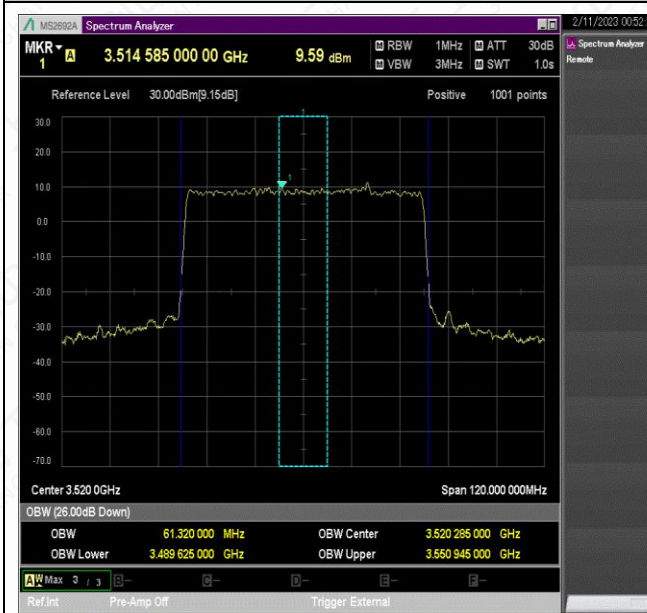 MS2692A Spectrum Analyzer
2/11/2023 00:52:
MKR 1 A 3.514 585 000 00 GHz 9.59 dBm
RBW 1MHz ATT 30dB
VBW 3MHz SWT 1.0s
Spectrum Analyzer
Remote
Reference Level 30.00dBm[9.15dB] Positive 1001 points
1
30.0
20.0
1
10.0
0.0
-10.0
-20.0
-30.0
-40.0
-50.0
-60.0
-70.0
Center 3.520 0GHz Span 120.000 000MHz
OBW (26.00dB Down)
OBW 61.320 000 MHz OBW Center 3.520 285 000 GHz
OBW Lower 3.489 625 000 GHz OBW Upper 3.550 945 000 GHz
A W Max 3 / 3 B- C- D- E- F-
Ref.Int Pre-Amp Off Trigger External